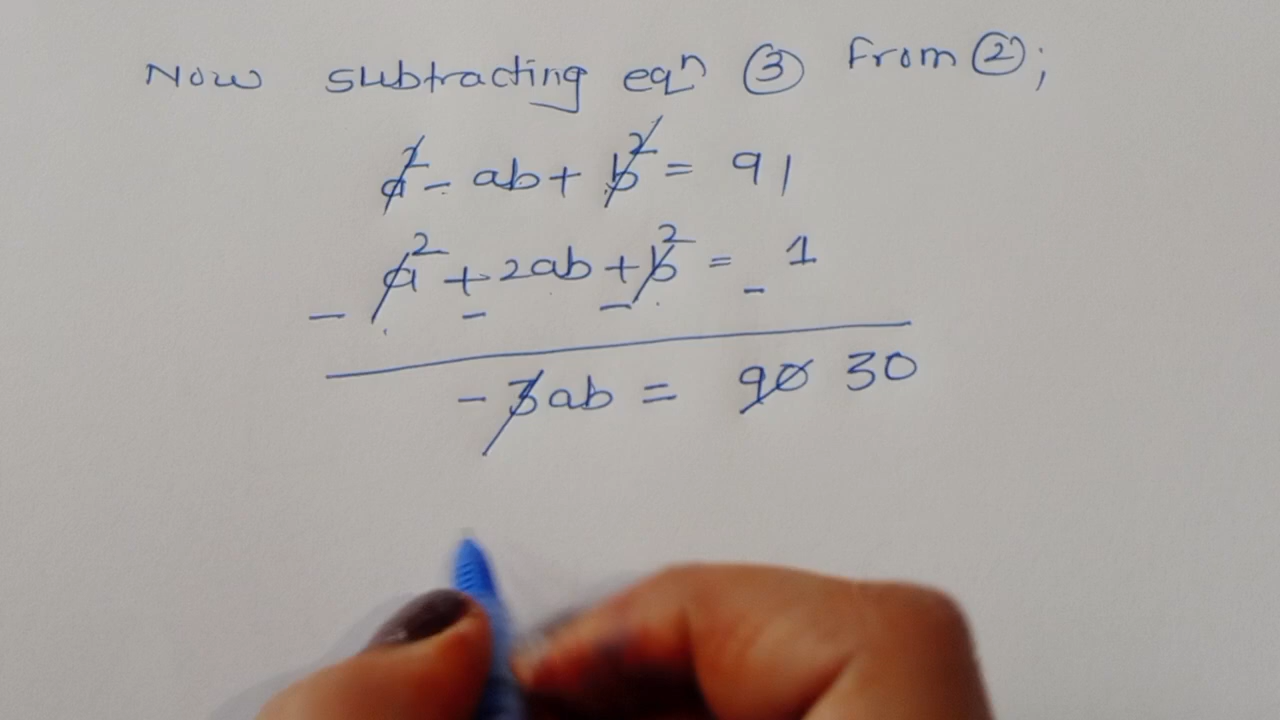 Now subtracting eqⁿ ③ From ②;
a² - ab + b² = 91
a² + 2ab + b² = 1
- - - -
-3ab = 90 30